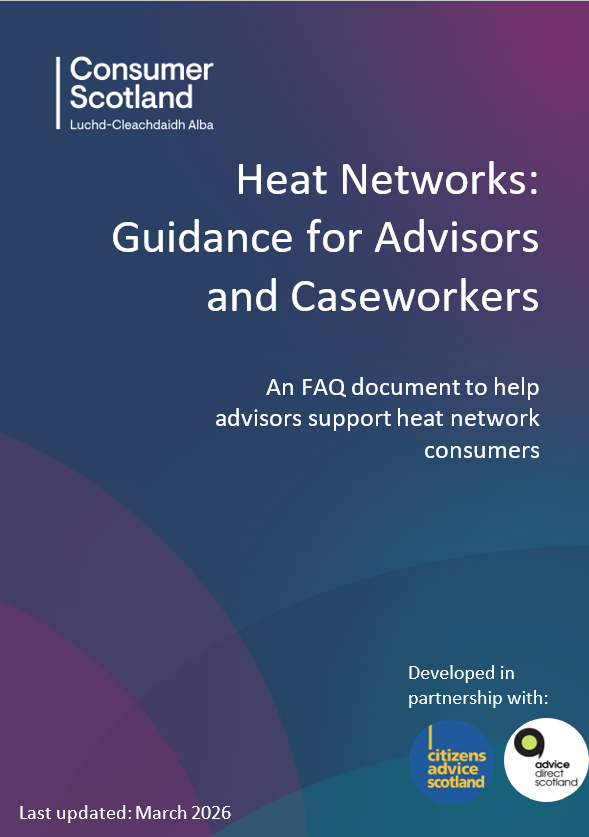 Consumer
Scotland
Luchd-Cleachdaidh Alba
Heat Networks:
Guidance for Advisors
and Caseworkers
An FAQ document to help
advisors support heat network
consumers
Developed in
partnership with:
citizens
advice
scotland
advice
direct
scotland
Last updated: March 2026